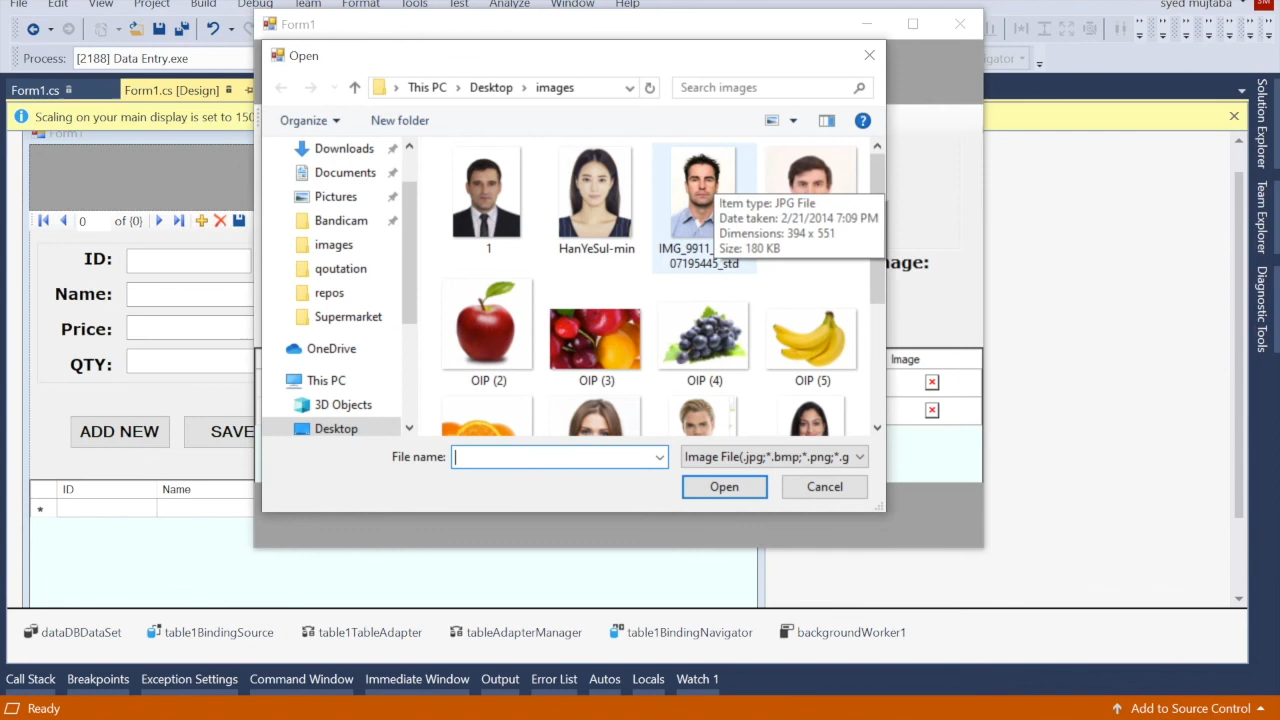 File
Edit
View
Project
Build
Debug
Team
Format
Tools
Test
Analyze
Window
Help
syed mujtaba
SM
Process:
[2188] Data Entry.exe
Form1
Open
This PC
Desktop
images
Search images
Form1.cs
Form1.cs [Design]
Scaling on your main display is set to 150
Form1
Organize
New folder
Downloads
Documents
Pictures
Bandicam
images
qoutation
repos
Supermarket
OneDrive
This PC
3D Objects
Desktop
1
HanYeSul-min
IMG_9911_
07195445_std
Item type: JPG File
Date taken: 2/21/2014 7:09 PM
Dimensions: 394 x 551
Size: 180 KB
OIP (2)
OIP (3)
OIP (4)
OIP (5)
File name:
Image File(.jpg;*.bmp;*.png;*.g
Open
Cancel
0
of {0}
ID:
Name:
Price:
QTY:
ADD NEW
SAVE
ID
Name
*
mage:
Image
Solution Explorer
Team Explorer
Diagnostic Tools
dataDBDataSet
table1BindingSource
table1TableAdapter
tableAdapterManager
table1BindingNavigator
backgroundWorker1
Call Stack
Breakpoints
Exception Settings
Command Window
Immediate Window
Output
Error List
Autos
Locals
Watch 1
Ready
Add to Source Control